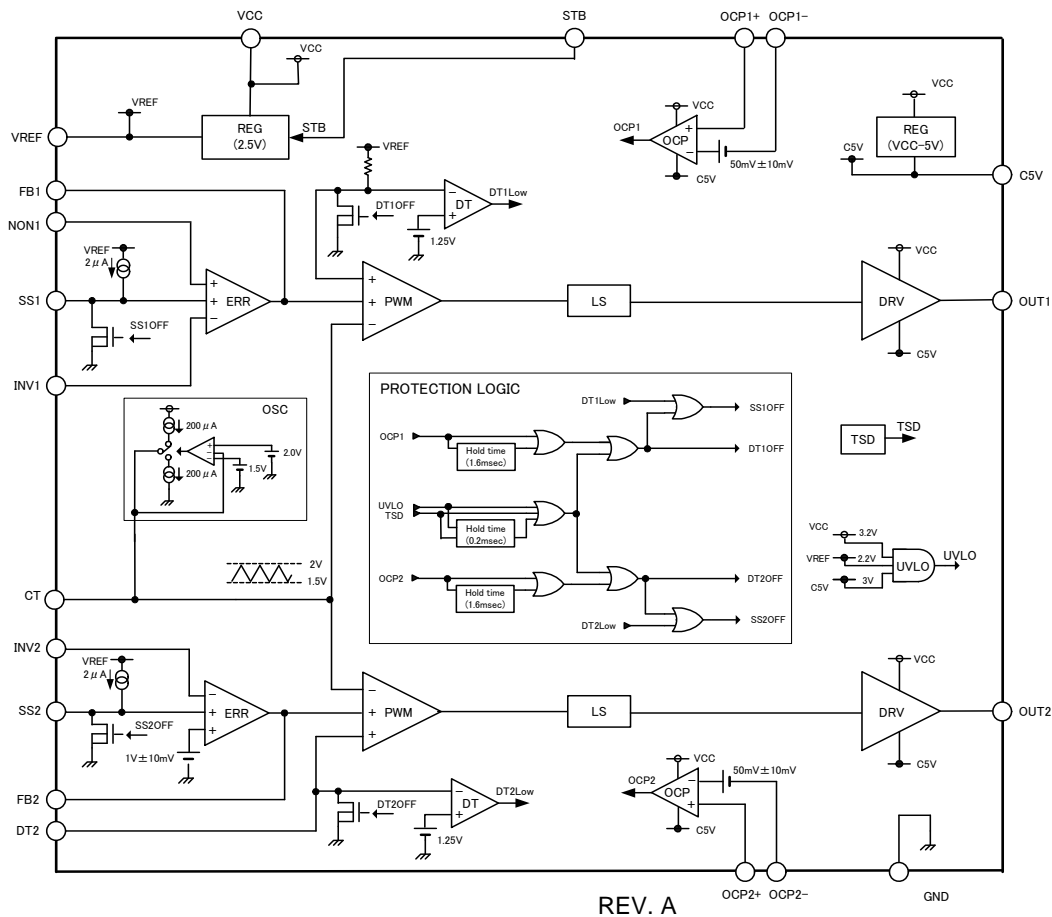 VCC
STB
OCP1+
OCP1−
VCC
VREF
VREF
REG
(2.5V)
STB
OCP1
VCC
+
−
OCP
C5V
50mV±10mV
VCC
REG
(VCC-5V)
C5V
C5V
FB1
NON1
VREF
DT1OFF
−
+
DT
DT1Low
1.25V
VREF
2μA
SS1
SS1OFF
+
+
−
ERR
+
+
−
PWM
LS
VCC
DRV
C5V
OUT1
INV1
OSC
200μA
200μA
+
−
−
1.5V
2.0V
PROTECTION LOGIC
DT1Low
SS1OFF
OCP1
Hold time
(1.6msec)
DT1OFF
UVLO
TSD
Hold time
(0.2msec)
OCP2
Hold time
(1.6msec)
DT2OFF
DT2Low
SS2OFF
TSD
TSD
VCC
3.2V
VREF
2.2V
C5V
3V
UVLO
UVLO
2V
1.5V
CT
INV2
VREF
2μA
SS2
SS2OFF
−
+
+
ERR
1V±10mV
−
+
+
PWM
LS
VCC
DRV
C5V
OUT2
FB2
DT2
DT2OFF
−
+
DT
DT2Low
1.25V
OCP2
VCC
−
+
OCP
C5V
50mV±10mV
OCP2+
OCP2−
GND
REV. A